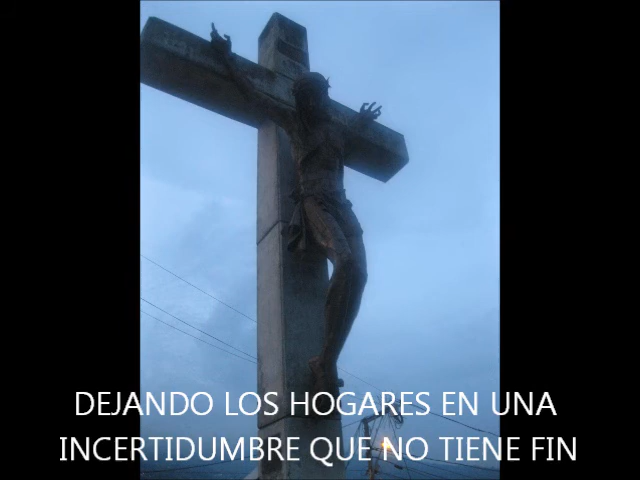 DEJANDO LOS HOGARES EN UNA
INCERTIDUMBRE QUE NO TIENE FIN